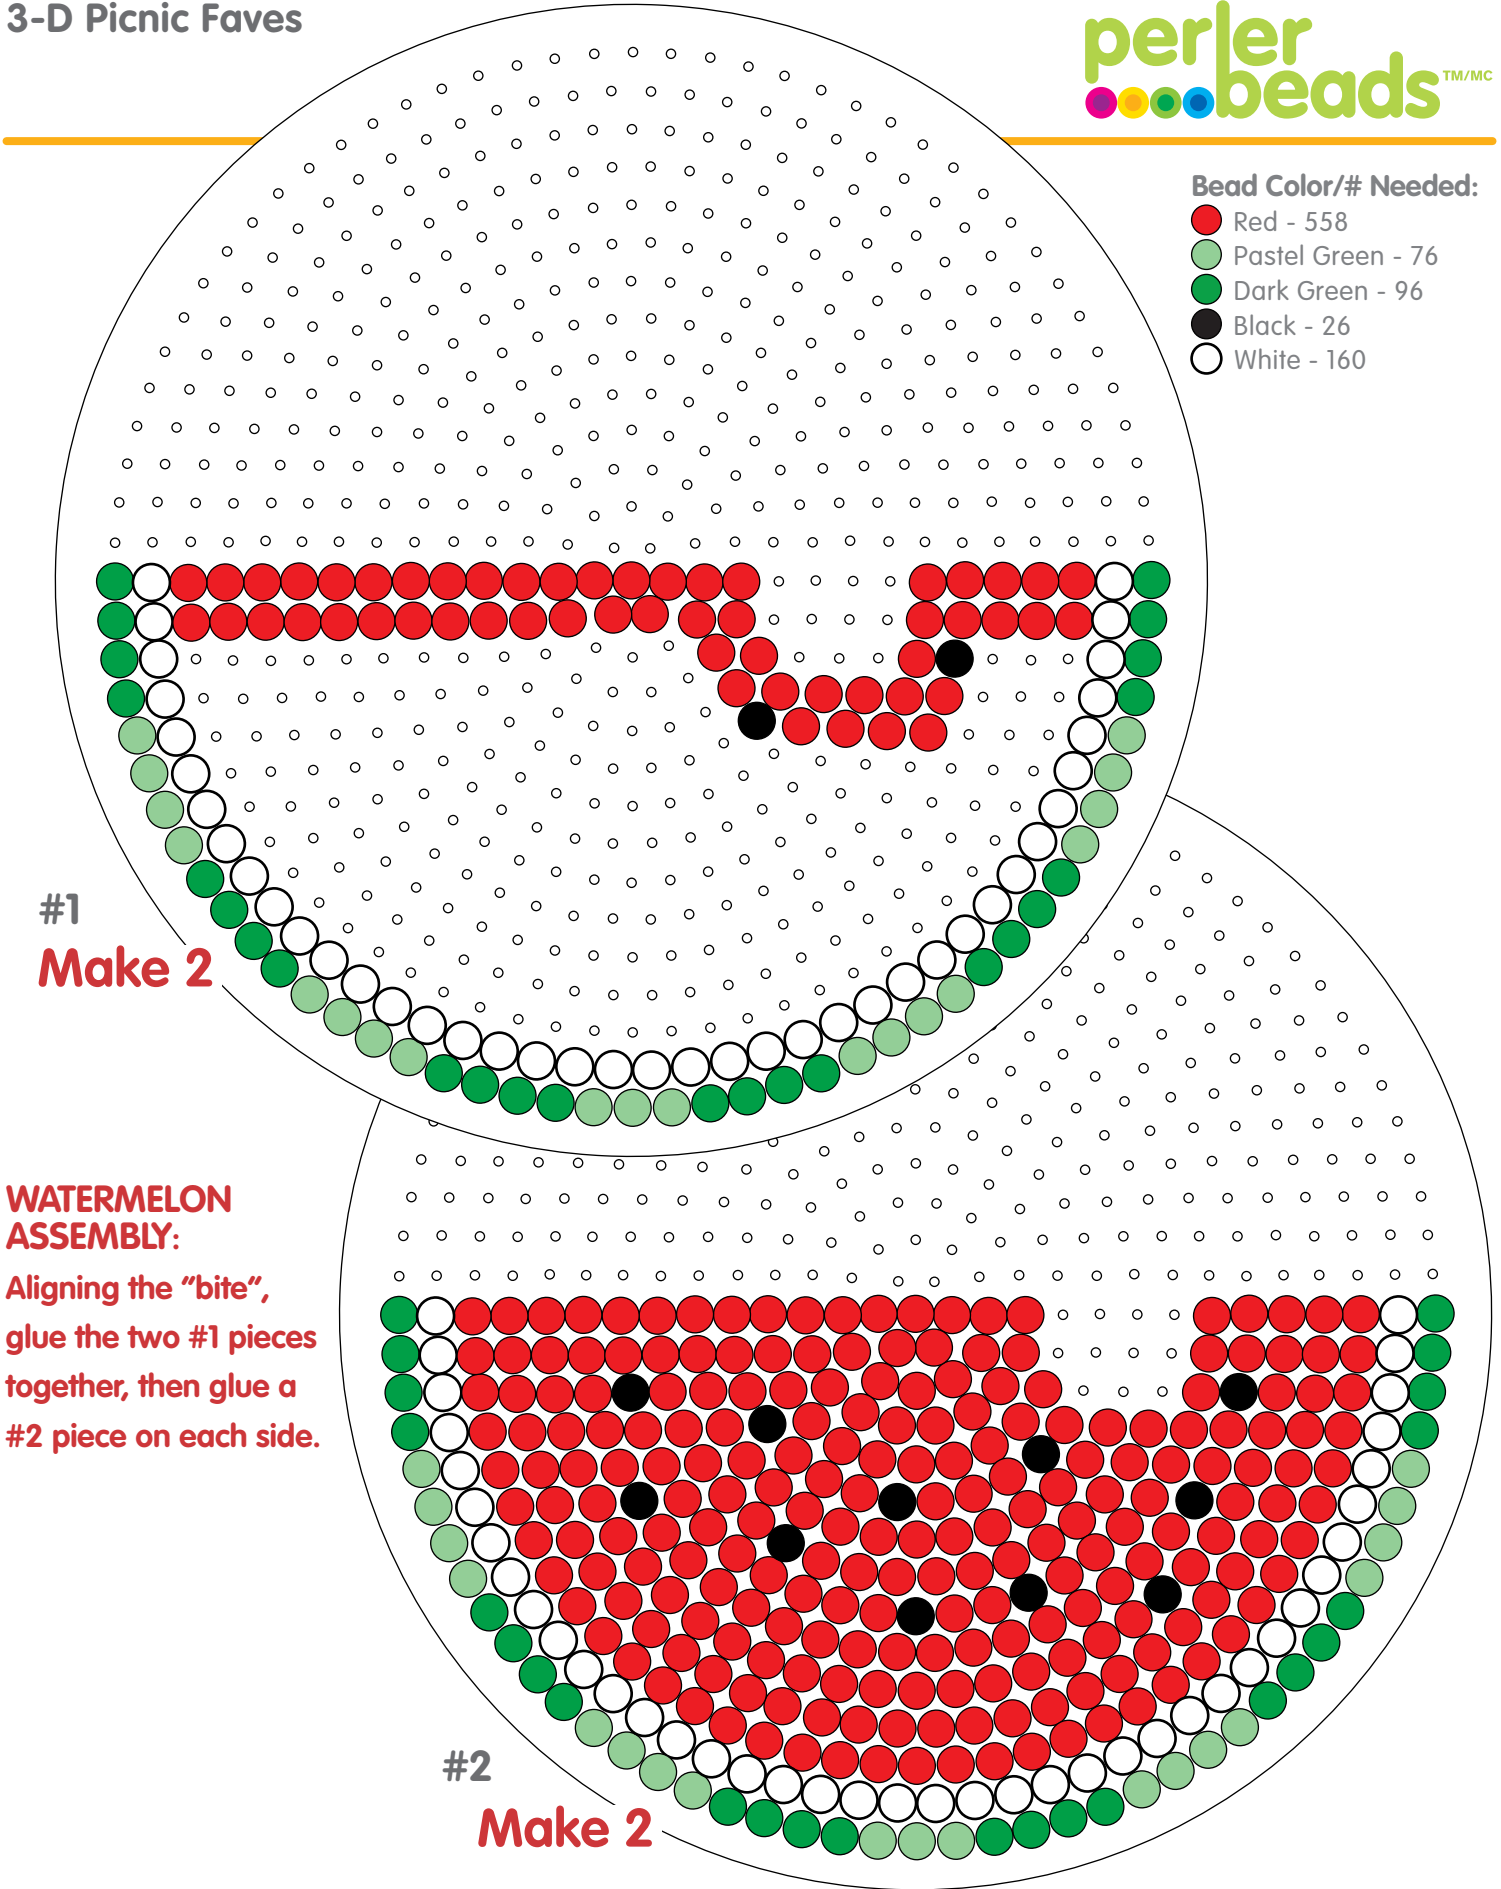 3-D Picnic Faves
perler
beads TM/MC
Bead Color/# Needed:
Red - 558
Pastel Green - 76
Dark Green - 96
Black - 26
White - 160
#1
Make 2
WATERMELON
ASSEMBLY:
Aligning the "bite",
glue the two #1 pieces
together, then glue a
#2 piece on each side.
#2
Make 2